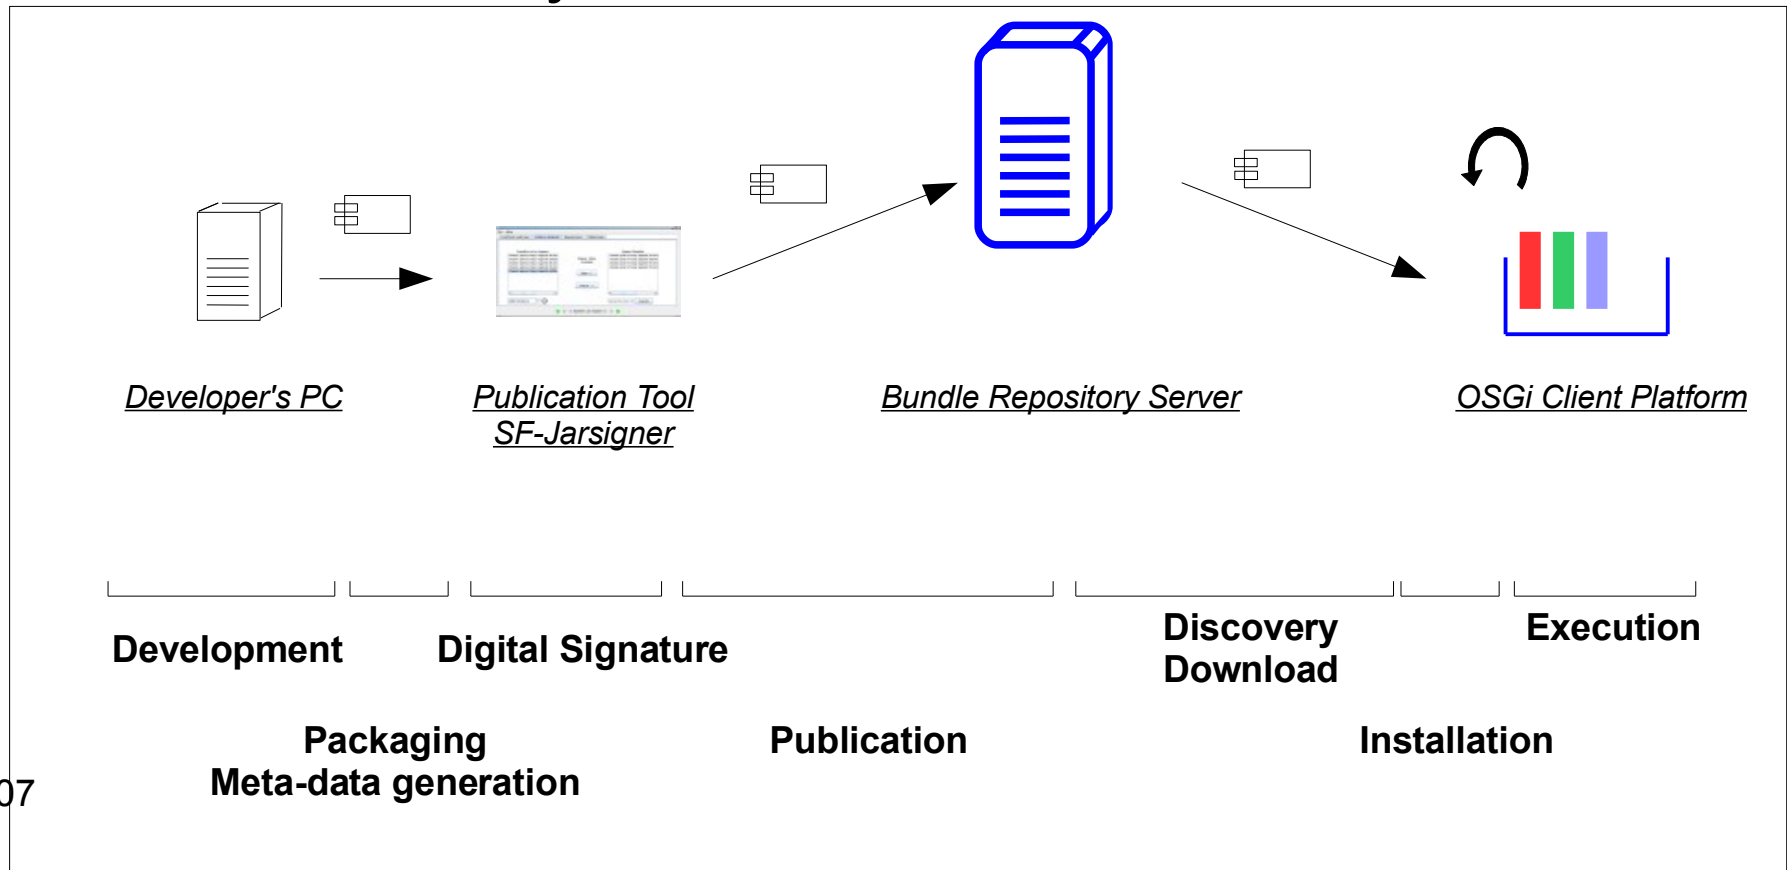 Developer's PC
Publication Tool
SF-Jarsigner
Bundle Repository Server
OSGi Client Platform
Development
Digital Signature
Discovery
Download
Execution
Packaging
Meta-data generation
Publication
Installation
07